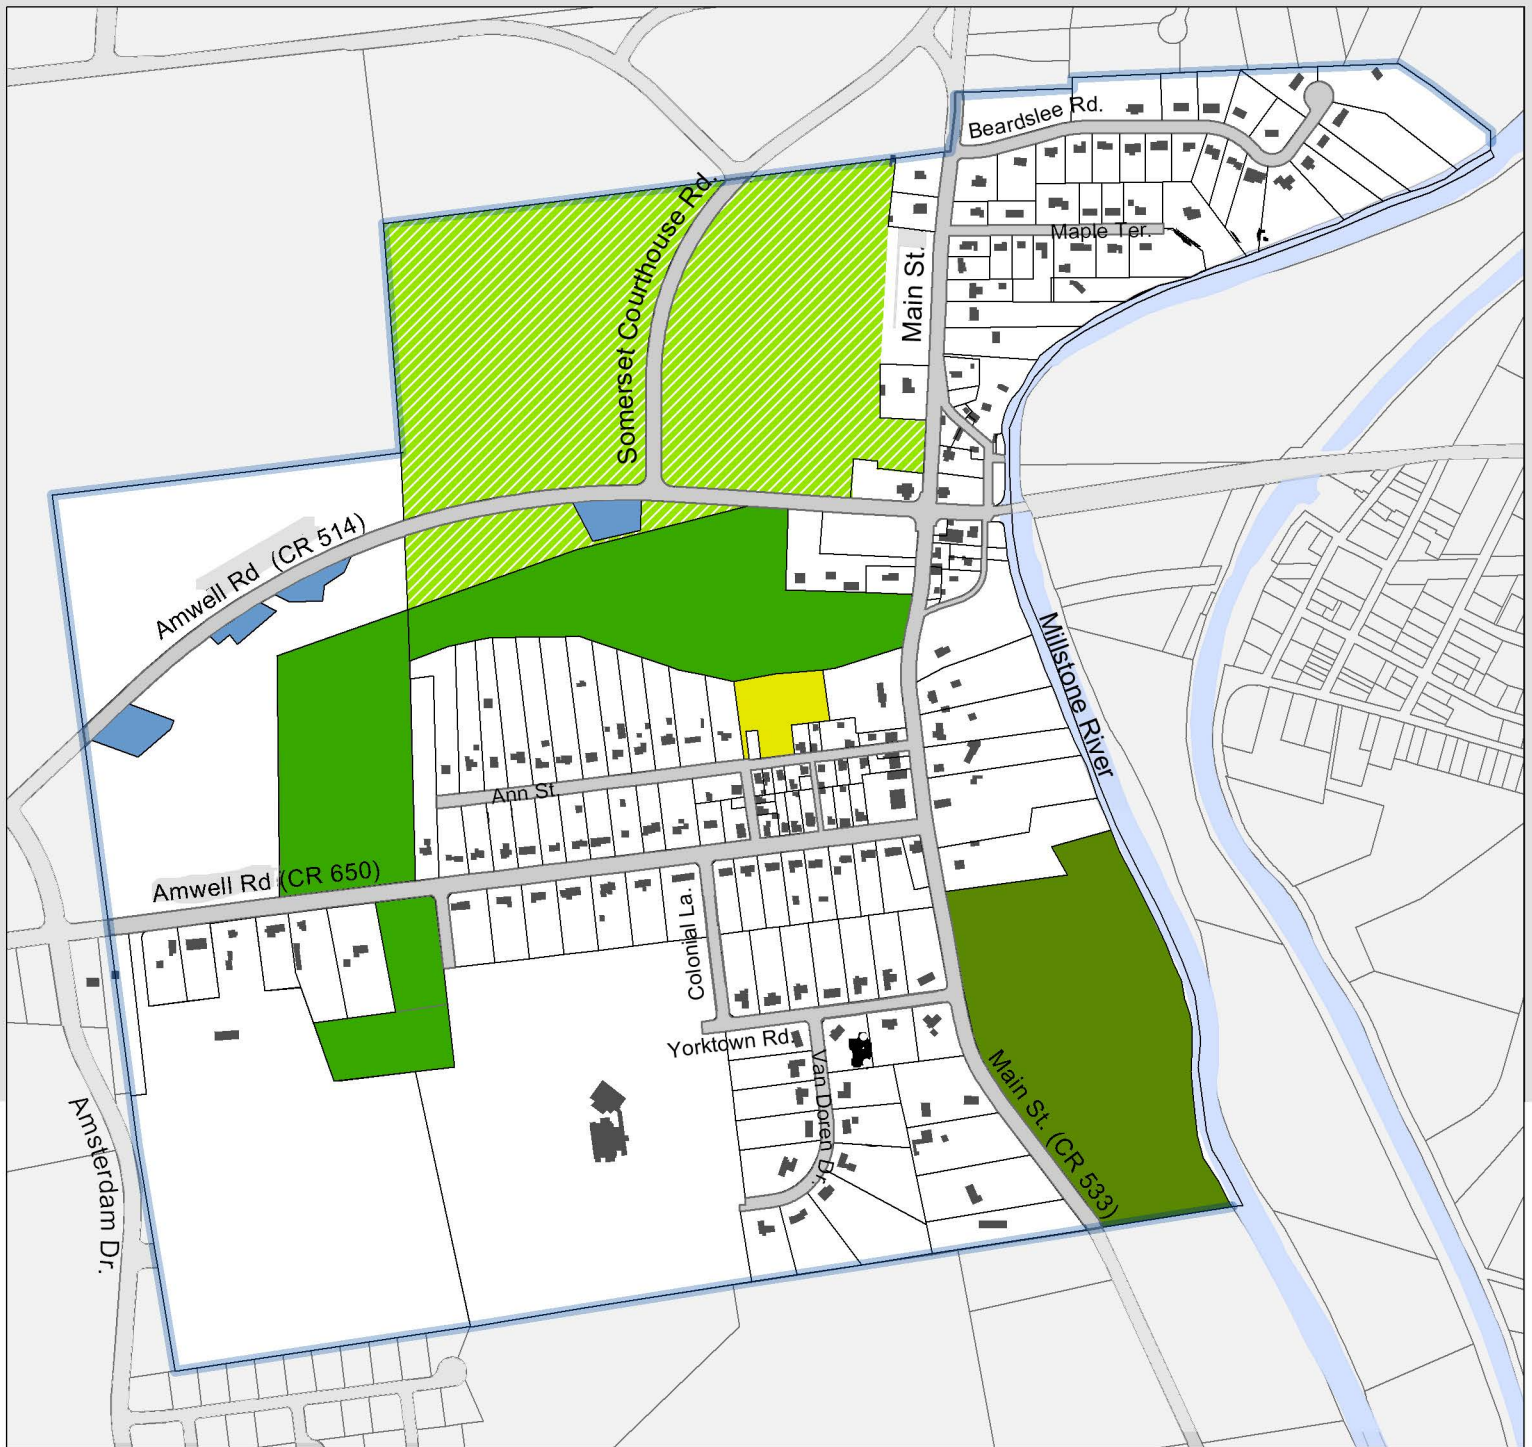 Beardslee Rd.
Somerset Courthouse Rd.
Maple Ter.
Main St.
Amwell Rd (CR 514)
Millstone River
Ann St.
Amwell Rd (CR 650)
Colonial La.
Yorktown Rd.
Van Doren Dr.
Main St. (CR 533)
Amsterdam Dr.